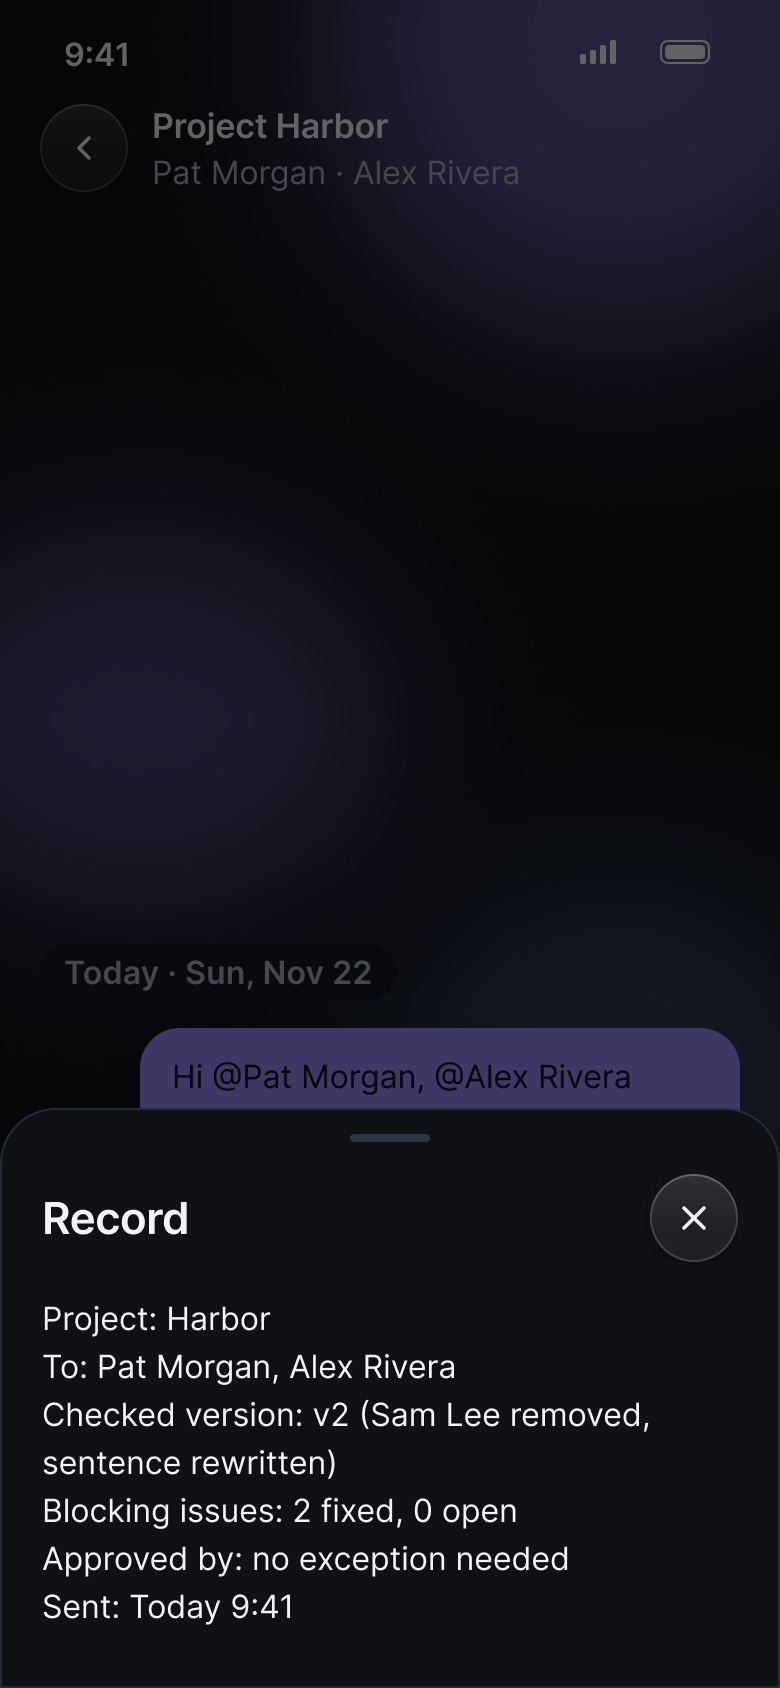 9:41
Project Harbor
Pat Morgan · Alex Rivera
Today · Sun, Nov 22
Hi @Pat Morgan, @Alex Rivera
Record
Project: Harbor
To: Pat Morgan, Alex Rivera
Checked version: v2 (Sam Lee removed,
sentence rewritten)
Blocking issues: 2 fixed, 0 open
Approved by: no exception needed
Sent: Today 9:41